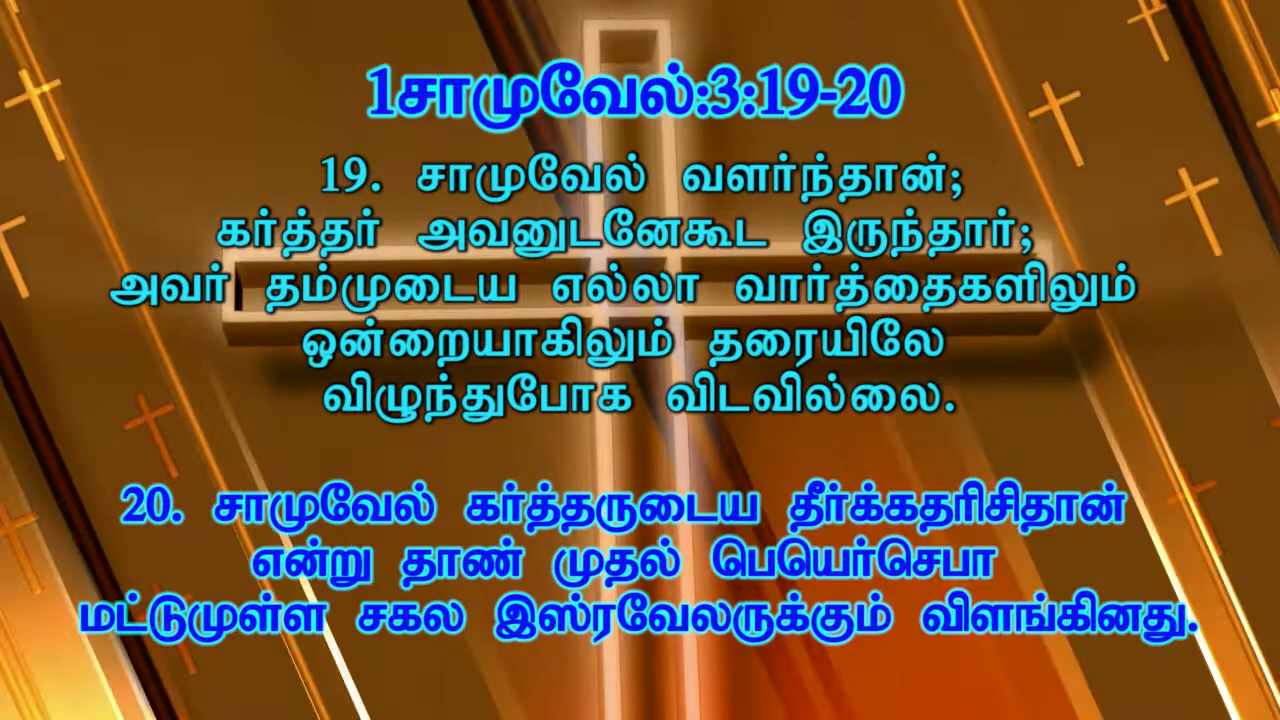 1சாமுவேல்:3:19-20
19. சாமுவேல் வளர்ந்தான்;
கர்த்தர் அவனுடனேகூட இருந்தார்;
அவர் தம்முடைய எல்லா வார்த்தைகளிலும்
ஒன்றையாகிலும் தரையிலே
விழுந்துபோக விடவில்லை.
20. சாமுவேல் கர்த்தருடைய தீர்க்கதரிசிதான்
என்று தாண் முதல் பெயெர்செபா
மட்டுமுள்ள சகல இஸ்ரவேலருக்கும் விளங்கினது.